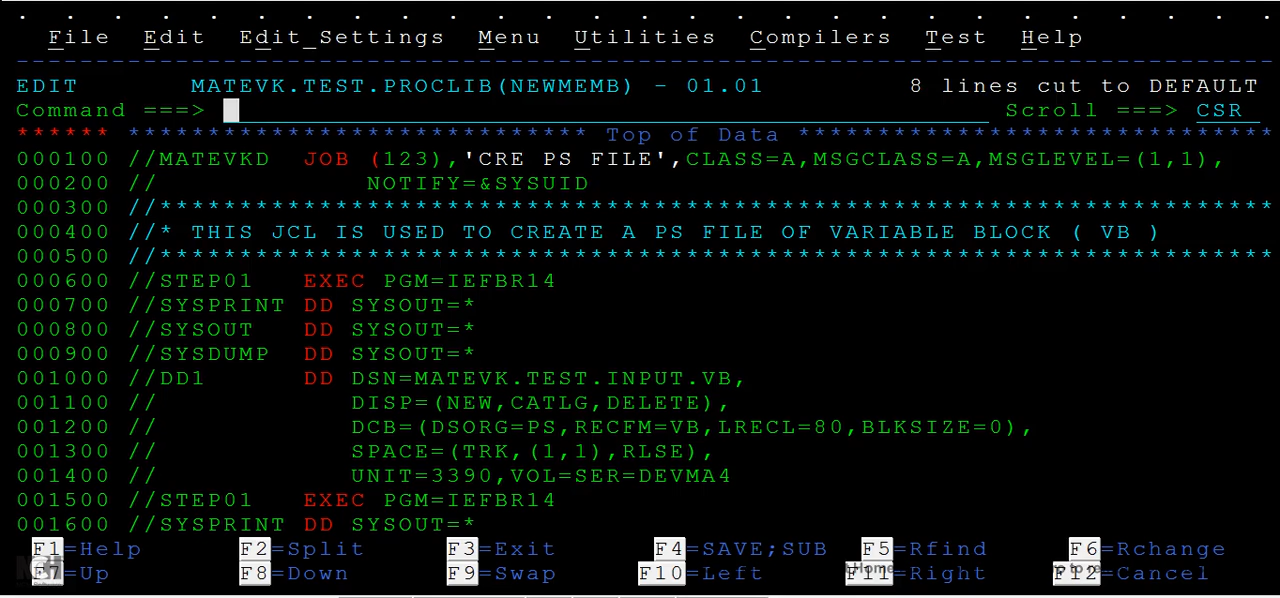 File Edit Edit_Settings Menu Utilities Compilers Test Help
EDIT MATEVK.TEST.PROCLIB(NEWMEMB) - 01.01 8 lines cut to DEFAULT
Command ===> Scroll ===> CSR
****** ***************************** Top of Data ******************************
000100 //MATEVKD JOB (123),'CRE PS FILE',CLASS=A,MSGCLASS=A,MSGLEVEL=(1,1),
000200 // NOTIFY=&SYSUID
000300 //**********************************************************************
000400 //* THIS JCL IS USED TO CREATE A PS FILE OF VARIABLE BLOCK ( VB )
000500 //**********************************************************************
000600 //STEP01 EXEC PGM=IEFBR14
000700 //SYSPRINT DD SYSOUT=*
000800 //SYSOUT DD SYSOUT=*
000900 //SYSDUMP DD SYSOUT=*
001000 //DD1 DD DSN=MATEVK.TEST.INPUT.VB,
001100 // DISP=(NEW,CATLG,DELETE),
001200 // DCB=(DSORG=PS,RECFM=VB,LRECL=80,BLKSIZE=0),
001300 // SPACE=(TRK,(1,1),RLSE),
001400 // UNIT=3390,VOL=SER=DEVMA4
001500 //STEP01 EXEC PGM=IEFBR14
001600 //SYSPRINT DD SYSOUT=*
F1=Help F2=Split F3=Exit F4=SAVE;SUB F5=Rfind F6=Rchange
F7=Up F8=Down F9=Swap F10=Left F11=Right F12=Cancel